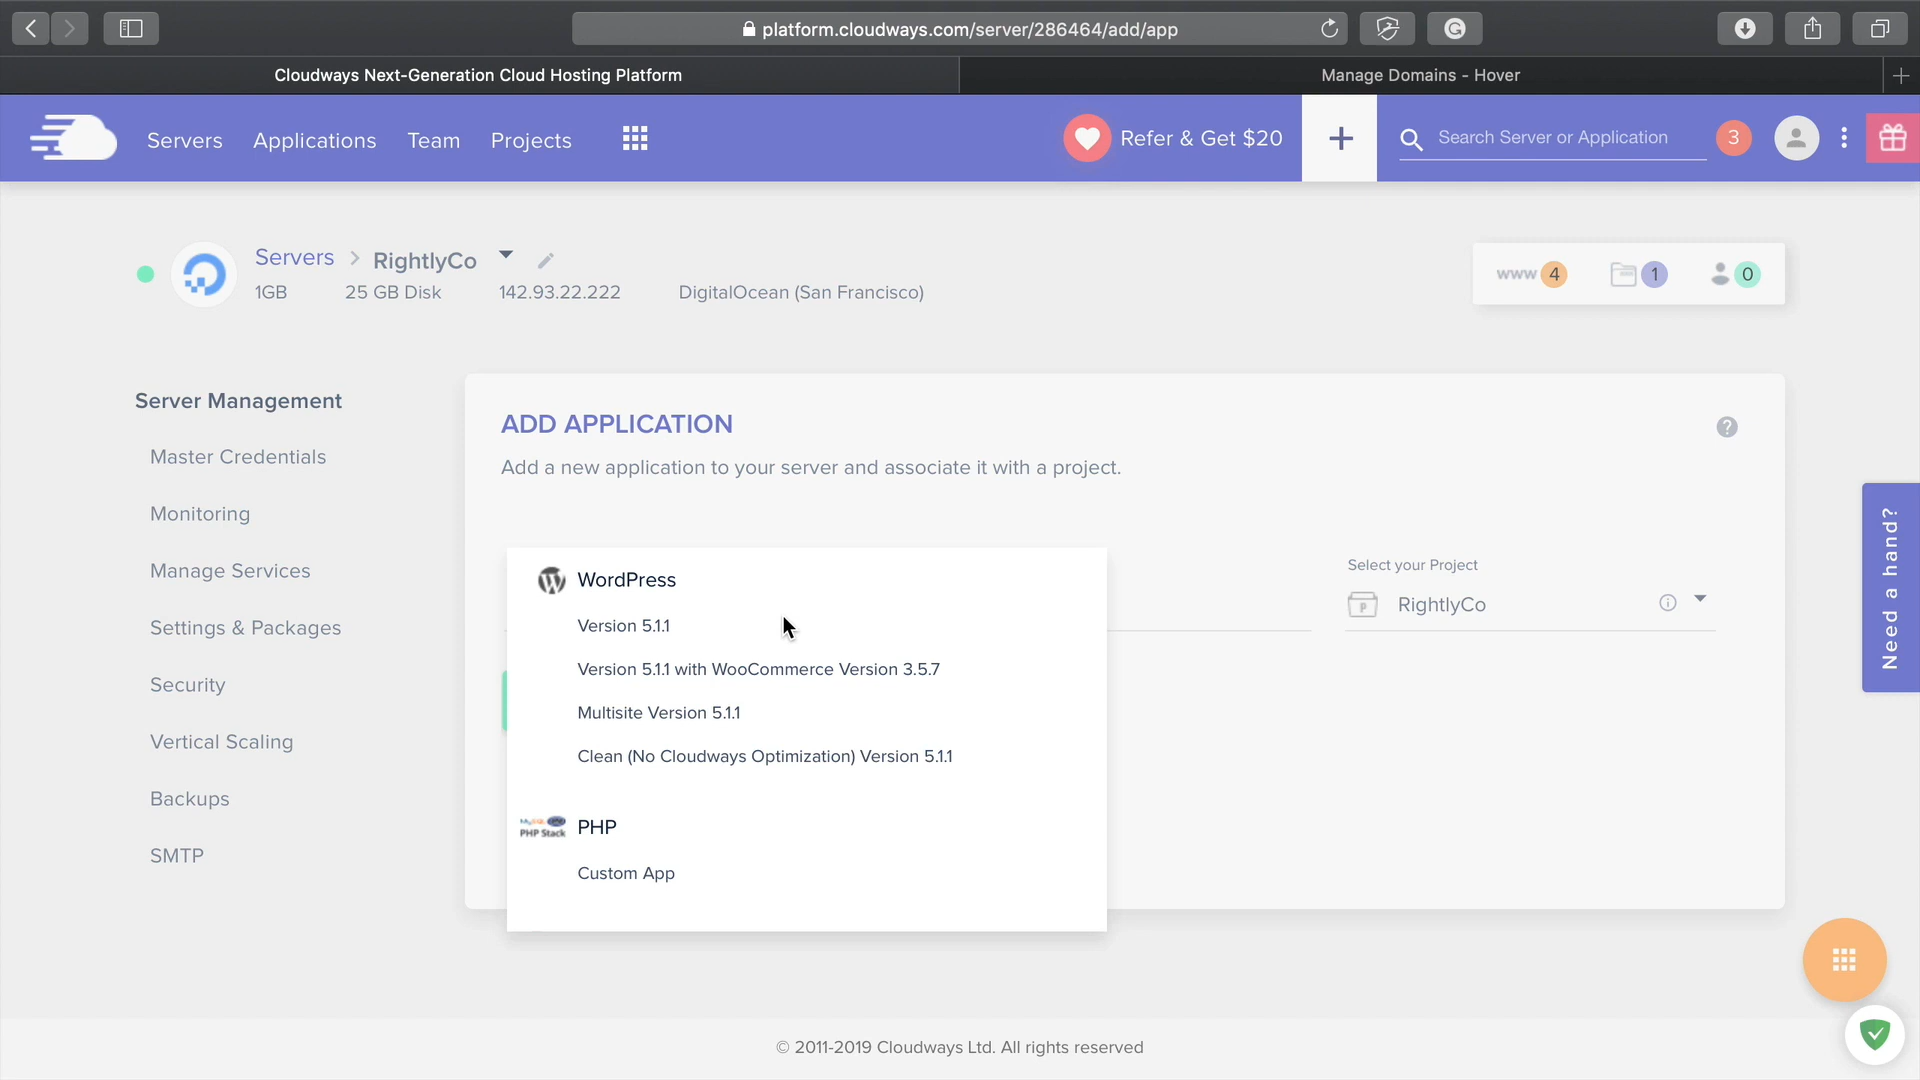 platform.cloudways.com/server/286464/add/app
Cloudways Next-Generation Cloud Hosting Platform
Manage Domains - Hover
Servers
Applications
Team
Projects
Refer & Get $20
Search Server or Application
3
Servers
RightlyCo
1GB
25 GB Disk
142.93.22.222
DigitalOcean (San Francisco)
www
4
1
0
Server Management
Master Credentials
Monitoring
Manage Services
Settings & Packages
Security
Vertical Scaling
Backups
SMTP
ADD APPLICATION
Add a new application to your server and associate it with a project.
WordPress
Version 5.1.1
Version 5.1.1 with WooCommerce Version 3.5.7
Multisite Version 5.1.1
Clean (No Cloudways Optimization) Version 5.1.1
MySQL php
PHP Stack
PHP
Custom App
Select your Project
RightlyCo
Need a hand?
© 2011-2019 Cloudways Ltd. All rights reserved